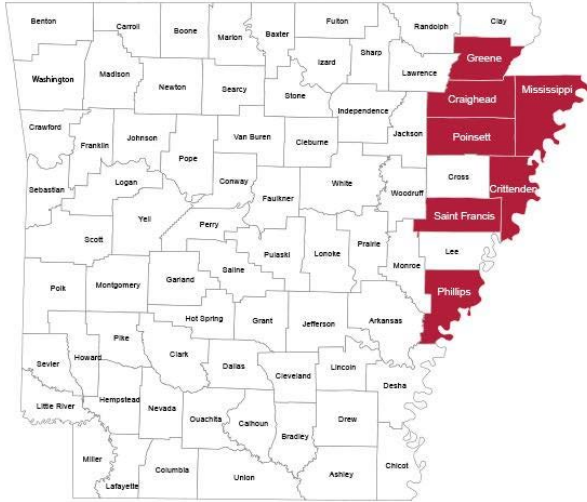 Benton
Carroll
Boone
Marion
Baxter
Fulton
Randolph
Clay
Sharp
Izard
Greene
Lawrence
Washington
Madison
Newton
Searcy
Stone
Independence
Craighead
Mississippi
Crawford
Franklin
Johnson
Pope
Van Buren
Cleburne
Jackson
Poinsett
Sebastian
Logan
Conway
Faulkner
White
Woodruff
Cross
Crittenden
Yell
Perry
Saint Francis
Scott
Pulaski
Lonoke
Prairie
Monroe
Lee
Saline
Polk
Montgomery
Garland
Phillips
Hot Spring
Grant
Jefferson
Arkansas
Pike
Howard
Sevier
Clark
Dallas
Cleveland
Lincoln
Desha
Little River
Hempstead
Nevada
Ouachita
Calhoun
Bradley
Drew
Miller
Lafayette
Columbia
Union
Ashley
Chicot